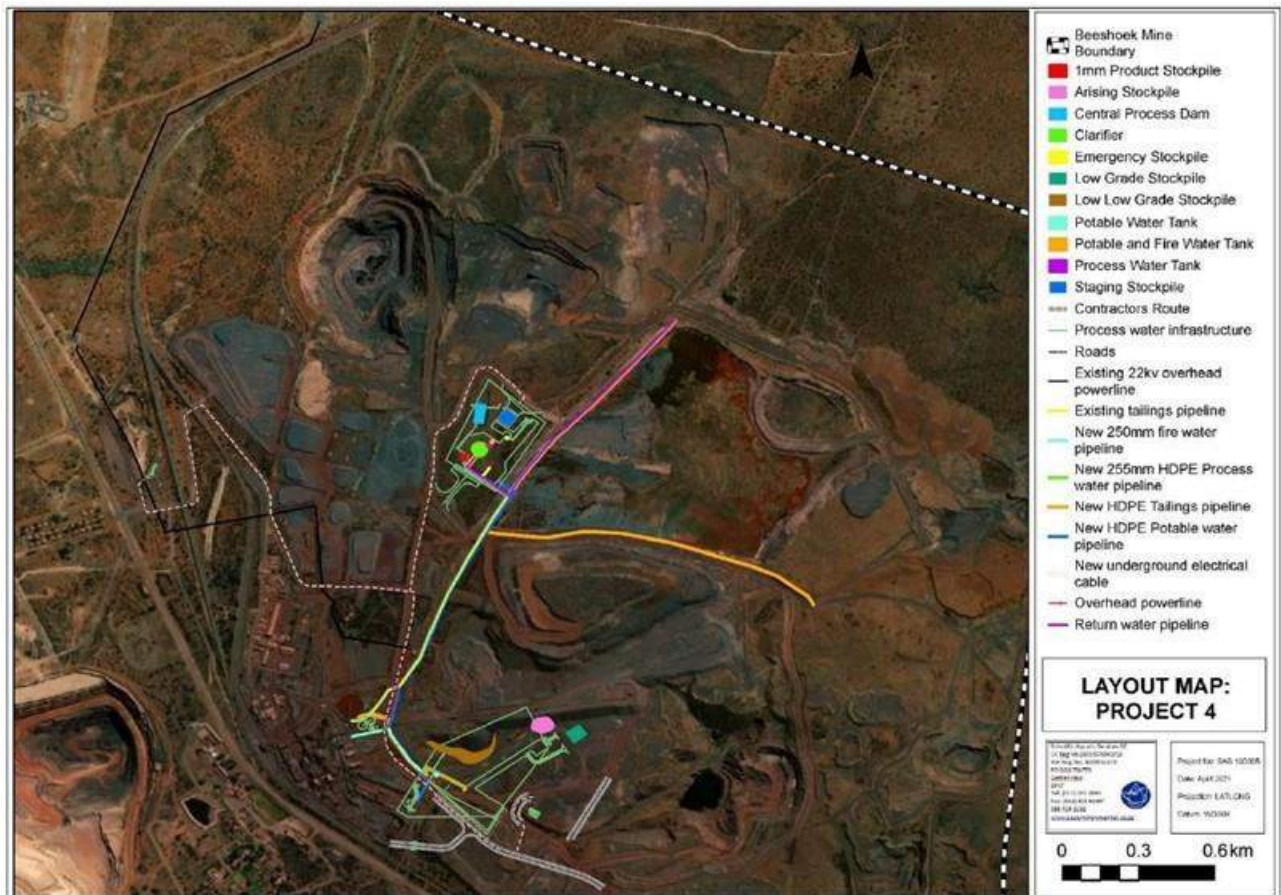 Beeshoek Mine
Boundary
1mm Product Stockpile
Arising Stockpile
Central Process Dam
Clarifier
Emergency Stockpile
Low Grade Stockpile
Low Low Grade Stockpile
Potable Water Tank
Potable and Fire Water Tank
Process Water Tank
Staging Stockpile
Contractors Route
Process water infrastructure
Roads
Existing 22kv overhead
powerline
Existing tailings pipeline
New 250mm fire water
pipeline
New 255mm HDPE Process
water pipeline
New HDPE Tailings pipeline
New HDPE Potable water
pipeline
New underground electrical
cable
Overhead powerline
Return water pipeline
LAYOUT MAP:
PROJECT 4
Date: April 2021
Projection: LATLONG
0 0.3 0.6km